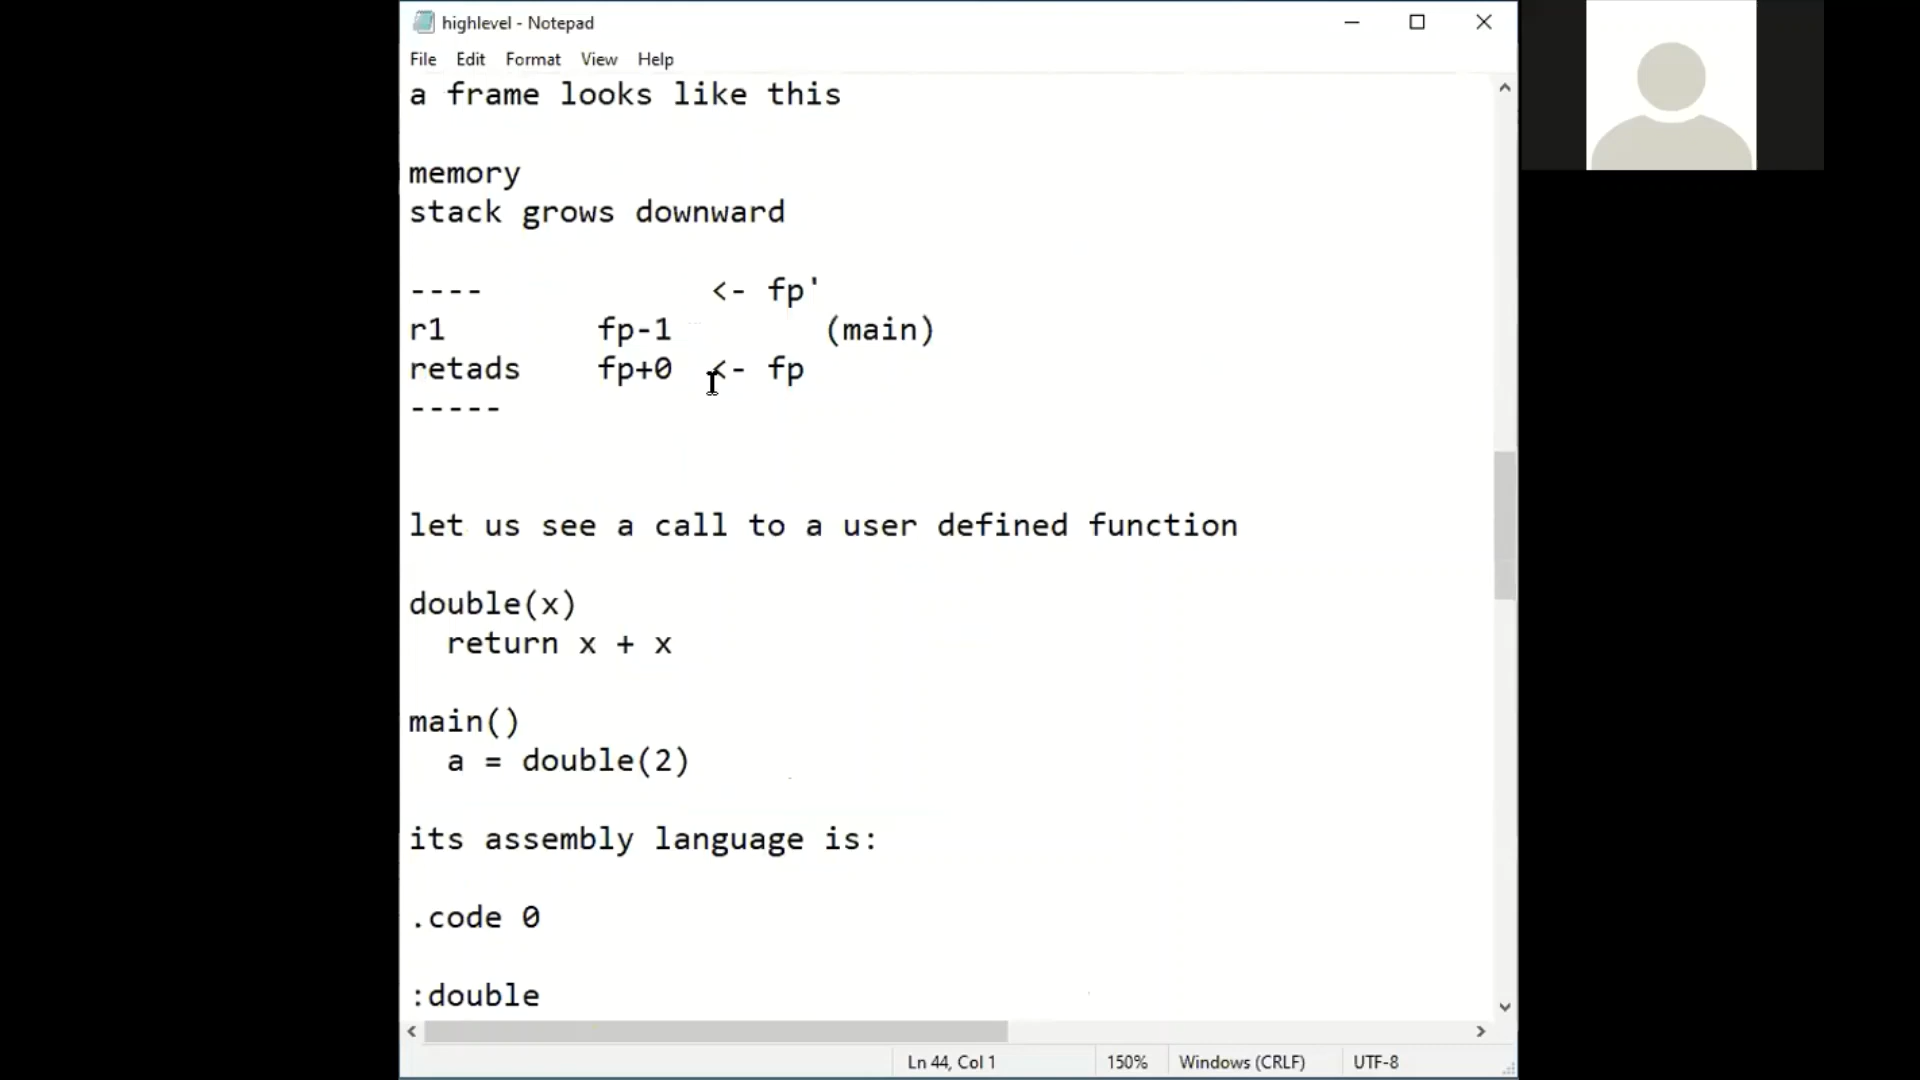 highlevel - Notepad
File Edit Format View Help
a frame looks like this
memory
stack grows downward
---- <- fp'
r1 fp-1 (main)
retads fp+0 <- fp
-----
let us see a call to a user defined function
double(x)
return x + x
main()
a = double(2)
its assembly language is:
.code 0
:double
Ln 44, Col 1 150% Windows (CRLF) UTF-8